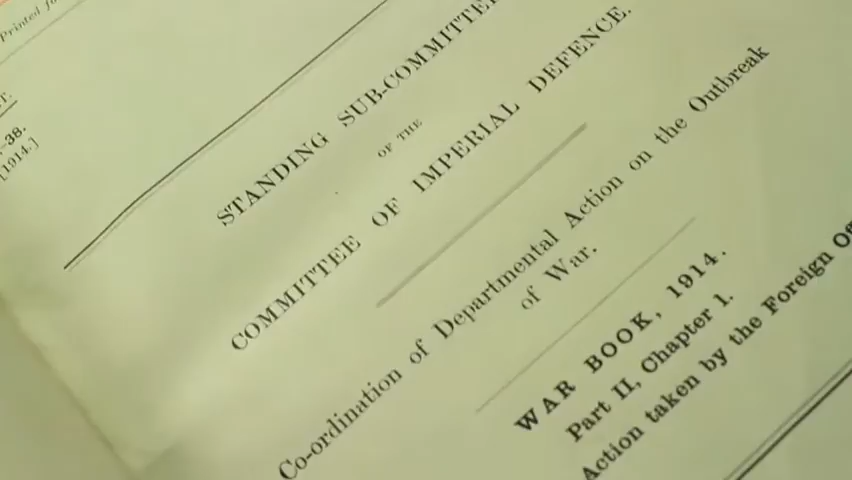 Printed fo
T.
-38.
[1914.]
STANDING SUB-COMMITTEE
OF THE
COMMITTEE OF IMPERIAL DEFENCE.
Co-ordination of Departmental Action on the Outbreak
of War.
WAR BOOK, 1914.
Part II, Chapter 1.
Action taken by the Foreign Of